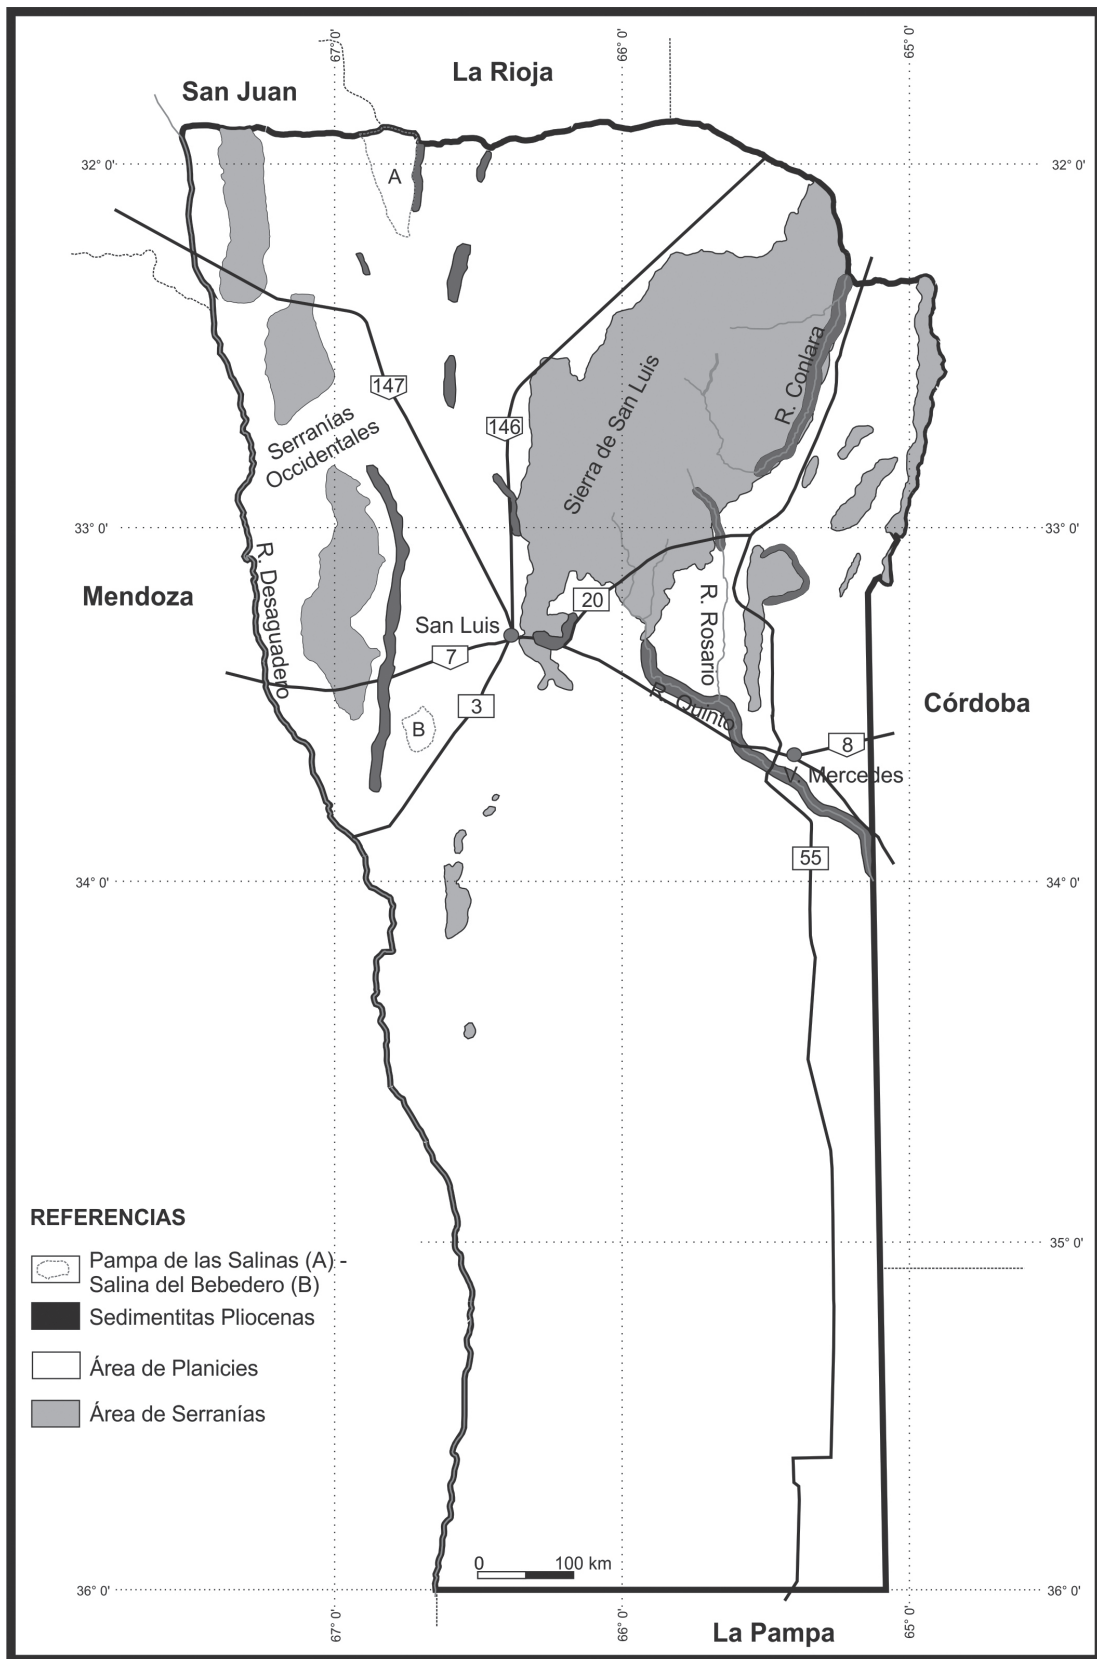 67° 0'
66° 0'
65° 0'
La Rioja
San Juan
32° 0'
32° 0'
A
R. Conlara
147
Sierra de San Luis
146
Serranías
Occidentales
33° 0'
33° 0'
R. Desaguadero
Mendoza
20
R. Rosario
San Luis
7
3
Córdoba
R. Quinto
B
8
V. Mercedes
55
34° 0'
34° 0'
REFERENCIAS
35° 0'
Pampa de las Salinas (A) -
Salina del Bebedero (B)
Sedimentitas Pliocenas
Área de Planicies
Área de Serranías
0 100 km
36° 0'
36° 0'
67° 0'
66° 0'
65° 0'
La Pampa